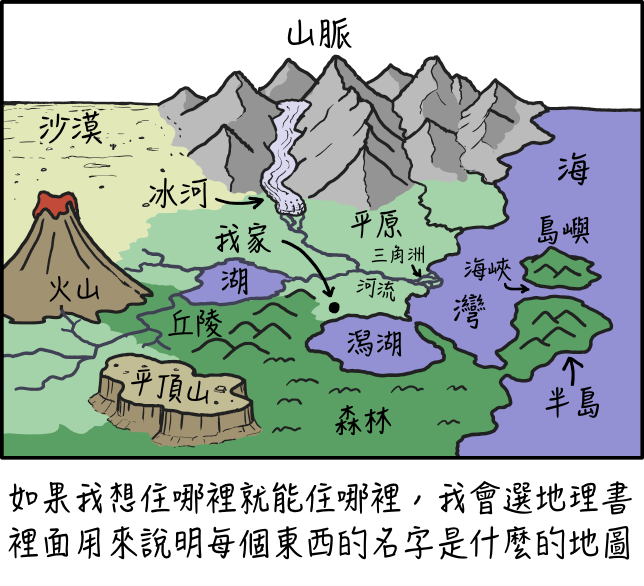 山脈
沙漠
海
冰河
平原
島嶼
我家
三角洲
海峽
湖
河流
火山
灣
丘陵
潟湖
平頂山
半島
森林
如果我想住哪裡就能住哪裡，我會選地理書
裡面用來說明每個東西的名字是什麼的地圖